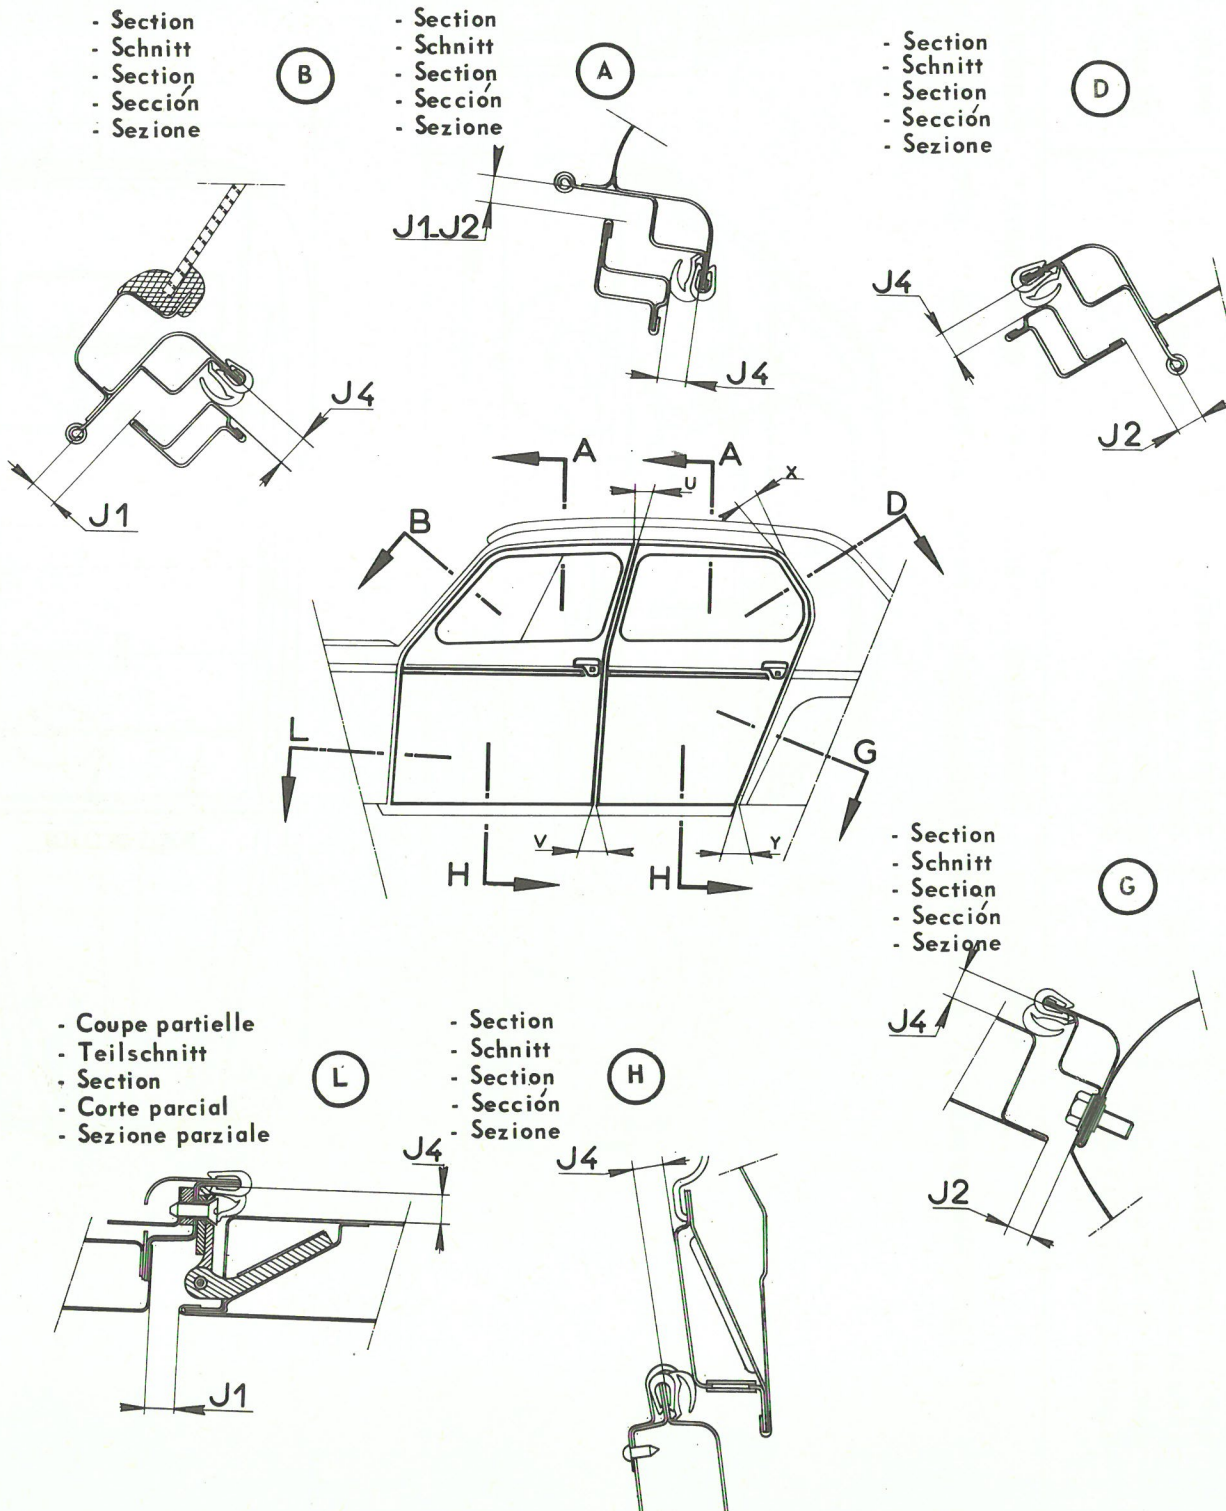 - Section
- Schnitt
- Section
- Sección
- Sezione
B
- Section
- Schnitt
- Section
- Sección
- Sezione
A
- Section
- Schnitt
- Section
- Sección
- Sezione
D
J1-J2
J4
J4
J1
J4
J2
A
A
U
X
B
D
L
G
V
Y
H
H
- Section
- Schnitt
- Section
- Sección
- Sezione
G
J4
J2
- Coupe partielle
- Teilschnitt
- Section
- Corte parcial
- Sezione parziale
L
J4
J1
- Section
- Schnitt
- Section
- Sección
- Sezione
H
J4